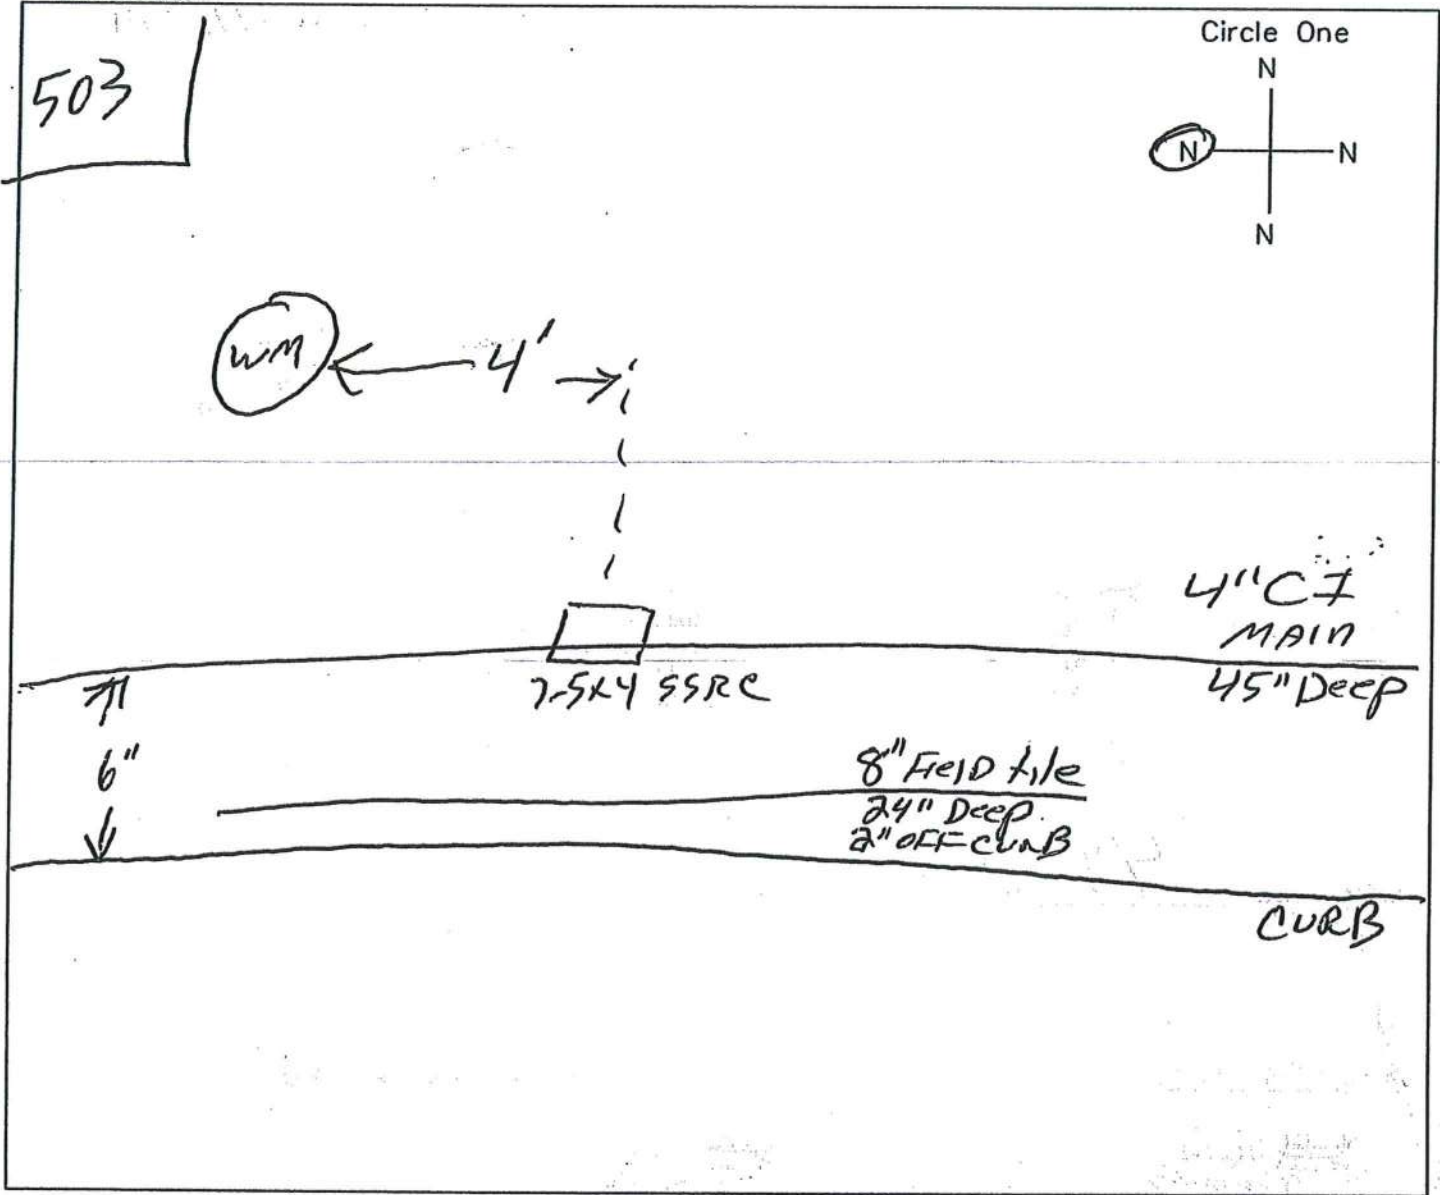 Circle One
N
N N
N
503
WM
4'
4" CI
MAIN
45" Deep
7.5x4 SSRC
6"
8" FielD tile
24" Deep.
2" OFF CURB
CURB